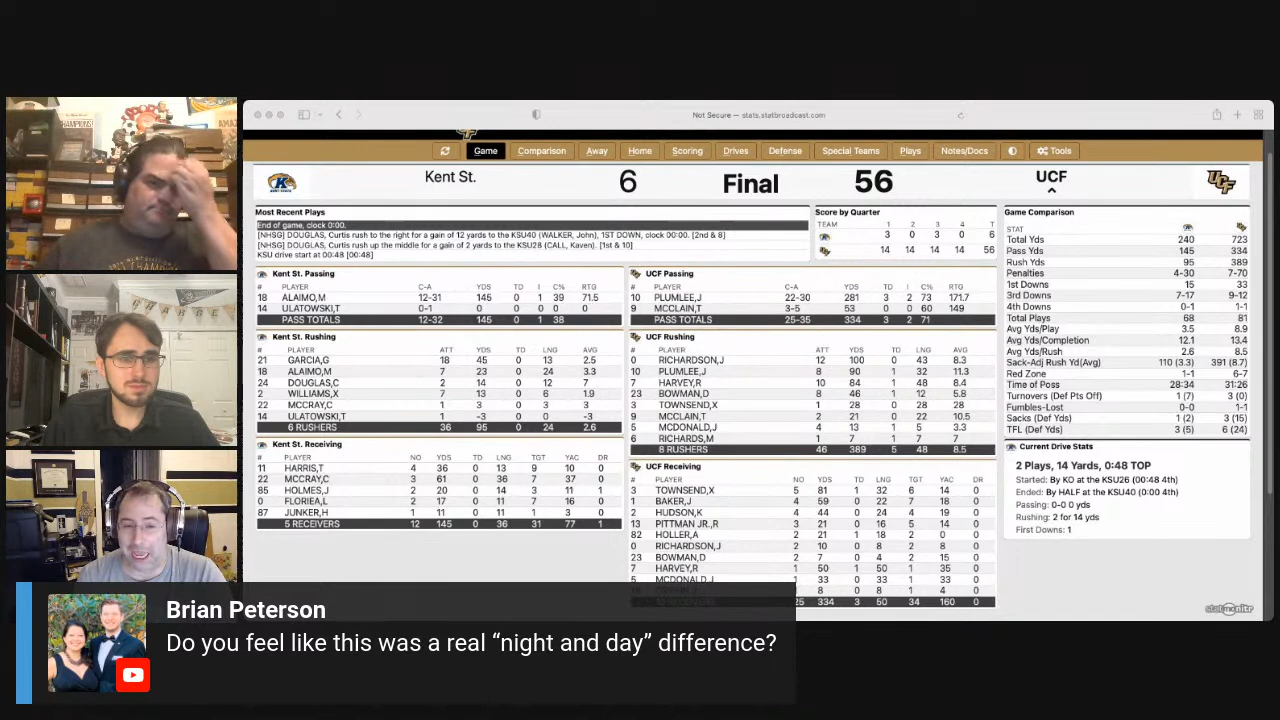 Not Secure — stats.statbroadcast.com
Game Comparison Away Home Scoring Drives Defense Special Teams Plays Notes/Docs Tools
Kent St. 6 Final 56 UCF
Most Recent Plays
End of game, clock 0:00.
[NHSG] DOUGLAS, Curtis rush to the right for a gain of 12 yards to the KSU40 (WALKER, John), 1ST DOWN, clock 00:00. [2nd & 8]
[NHSG] DOUGLAS, Curtis rush up the middle for a gain of 2 yards to the KSU28 (CALL, Kaven). [1st & 10]
KSU drive start at 00:48 [00:48]
Score by Quarter
TEAM 1 2 3 4 T
3 0 3 0 6
14 14 14 14 56
Kent St. Passing
# PLAYER C-A YDS TD I C% RTG
18 ALAIMO,M 12-31 145 0 1 39 71.5
14 ULATOWSKI,T 0-1 0 0 0 0 0
PASS TOTALS 12-32 145 0 1 38
Kent St. Rushing
# PLAYER ATT YDS TD LNG AVG
21 GARCIA,G 18 45 0 13 2.5
18 ALAIMO,M 7 23 0 24 3.3
24 DOUGLAS,C 2 14 0 12 7
2 WILLIAMS,X 7 13 0 6 1.9
22 MCCRAY,C 1 3 0 3 3
14 ULATOWSKI,T 1 -3 0 0 -3
6 RUSHERS 36 95 0 24 2.6
Kent St. Receiving
# PLAYER NO YDS TD LNG TGT YAC DR
11 HARRIS,T 4 36 0 13 9 10 0
22 MCCRAY,C 3 61 0 36 7 37 0
85 HOLMES,J 2 20 0 14 3 11 1
0 FLORIEA,L 2 17 0 11 7 16 0
87 JUNKER,H 1 11 0 11 1 3 0
5 RECEIVERS 12 145 0 36 31 77 1
UCF Passing
# PLAYER C-A YDS TD I C% RTG
10 PLUMLEE,J 22-30 281 3 2 73 171.7
9 MCCLAIN,T 3-5 53 0 0 60 149
PASS TOTALS 25-35 334 3 2 71
UCF Rushing
# PLAYER ATT YDS TD LNG AVG
0 RICHARDSON,J 12 100 0 43 8.3
10 PLUMLEE,J 8 90 1 32 11.3
7 HARVEY,R 10 84 1 48 8.4
23 BOWMAN,D 8 46 1 12 5.8
3 TOWNSEND,X 1 28 0 28 28
9 MCCLAIN,T 2 21 0 22 10.5
5 MCDONALD,J 4 13 1 5 3.3
6 RICHARDS,M 1 7 1 7 7
8 RUSHERS 46 389 5 48 8.5
UCF Receiving
# PLAYER NO YDS TD LNG TGT YAC DR
3 TOWNSEND,X 5 81 1 32 6 14 0
1 BAKER,J 4 59 0 22 7 18 0
2 HUDSON,K 4 44 0 24 4 19 0
13 PITTMAN JR.,R 3 21 0 16 5 14 0
82 HOLLER,A 2 21 1 18 2 0 0
0 RICHARDSON,J 2 10 0 8 2 8 0
23 BOWMAN,D 2 7 0 4 2 15 0
7 HARVEY,R 1 50 1 50 1 35 0
5 MCDONALD,J 1 33 0 33 1 33 0
1 8 0 8 1 4 0
25 334 3 50 34 160 0
Game Comparison
STAT
Total Yds 240 723
Pass Yds 145 334
Rush Yds 95 389
Penalties 4-30 7-70
1st Downs 15 33
3rd Downs 7-17 9-12
4th Downs 0-1 1-1
Total Plays 68 81
Avg Yds/Play 3.5 8.9
Avg Yds/Completion 12.1 13.4
Avg Yds/Rush 2.6 8.5
Sack-Adj Rush Yd(Avg) 110 (3.3) 391 (8.7)
Red Zone 1-1 6-7
Time of Poss 28:34 31:26
Turnovers (Def Pts Off) 1 (7) 3 (0)
Fumbles-Lost 0-0 1-1
Sacks (Def Yds) 1 (2) 3 (15)
TFL (Def Yds) 3 (5) 6 (24)
Current Drive Stats
2 Plays, 14 Yards, 0:48 TOP
Started: By KO at the KSU26 (00:48 4th)
Ended: By HALF at the KSU40 (0:00 4th)
Passing: 0-0 0 yds
Rushing: 2 for 14 yds
First Downs: 1
statmonitr
Brian Peterson
Do you feel like this was a real “night and day” difference?